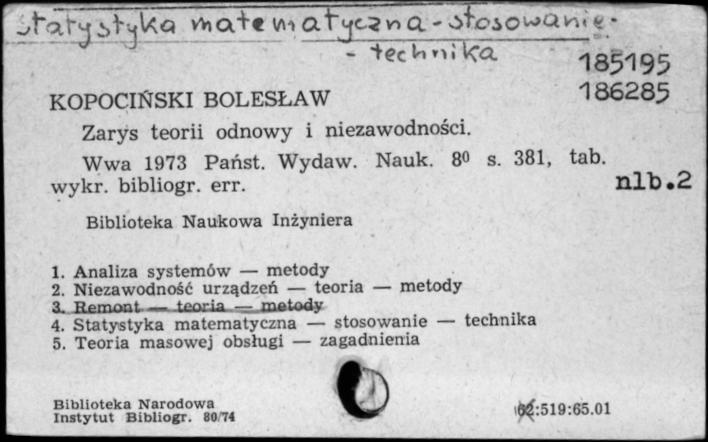 statystyka matematyczna - stosowanie -
- technika
185195
186285
KOPOCIŃSKI BOLESŁAW
Zarys teorii odnowy i niezawodności.
Wwa 1973 Państ. Wydaw. Nauk. 8⁰ s. 381, tab.
wykr. bibliogr. err.
nlb.2
Biblioteka Naukowa Inżyniera
1. Analiza systemów — metody
2. Niezawodność urządzeń — teoria — metody
3. Remont — teoria — metody
4. Statystyka matematyczna — stosowanie — technika
5. Teoria masowej obsługi — zagadnienia
Biblioteka Narodowa
Instytut Bibliogr. 80/74
62:519:65.01